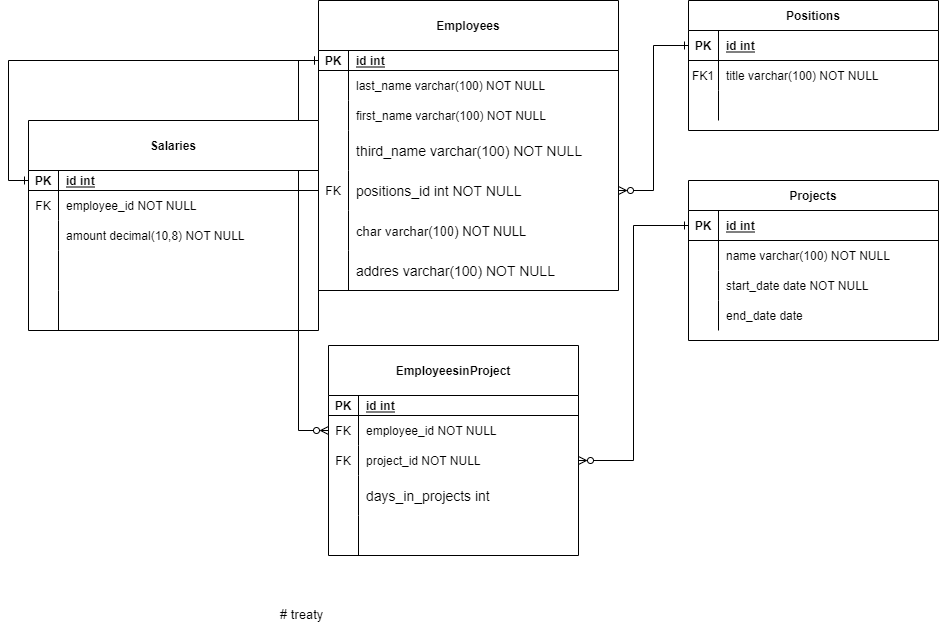 Employees
PK id int
last_name varchar(100) NOT NULL
first_name varchar(100) NOT NULL
third_name varchar(100) NOT NULL
FK positions_id int NOT NULL
char varchar(100) NOT NULL
addres varchar(100) NOT NULL
Positions
PK id int
FK1 title varchar(100) NOT NULL
Salaries
PK id int
FK employee_id NOT NULL
amount decimal(10,8) NOT NULL
Projects
PK id int
name varchar(100) NOT NULL
start_date date NOT NULL
end_date date
EmployeesinProject
PK id int
FK employee_id NOT NULL
FK project_id NOT NULL
days_in_projects int
# treaty